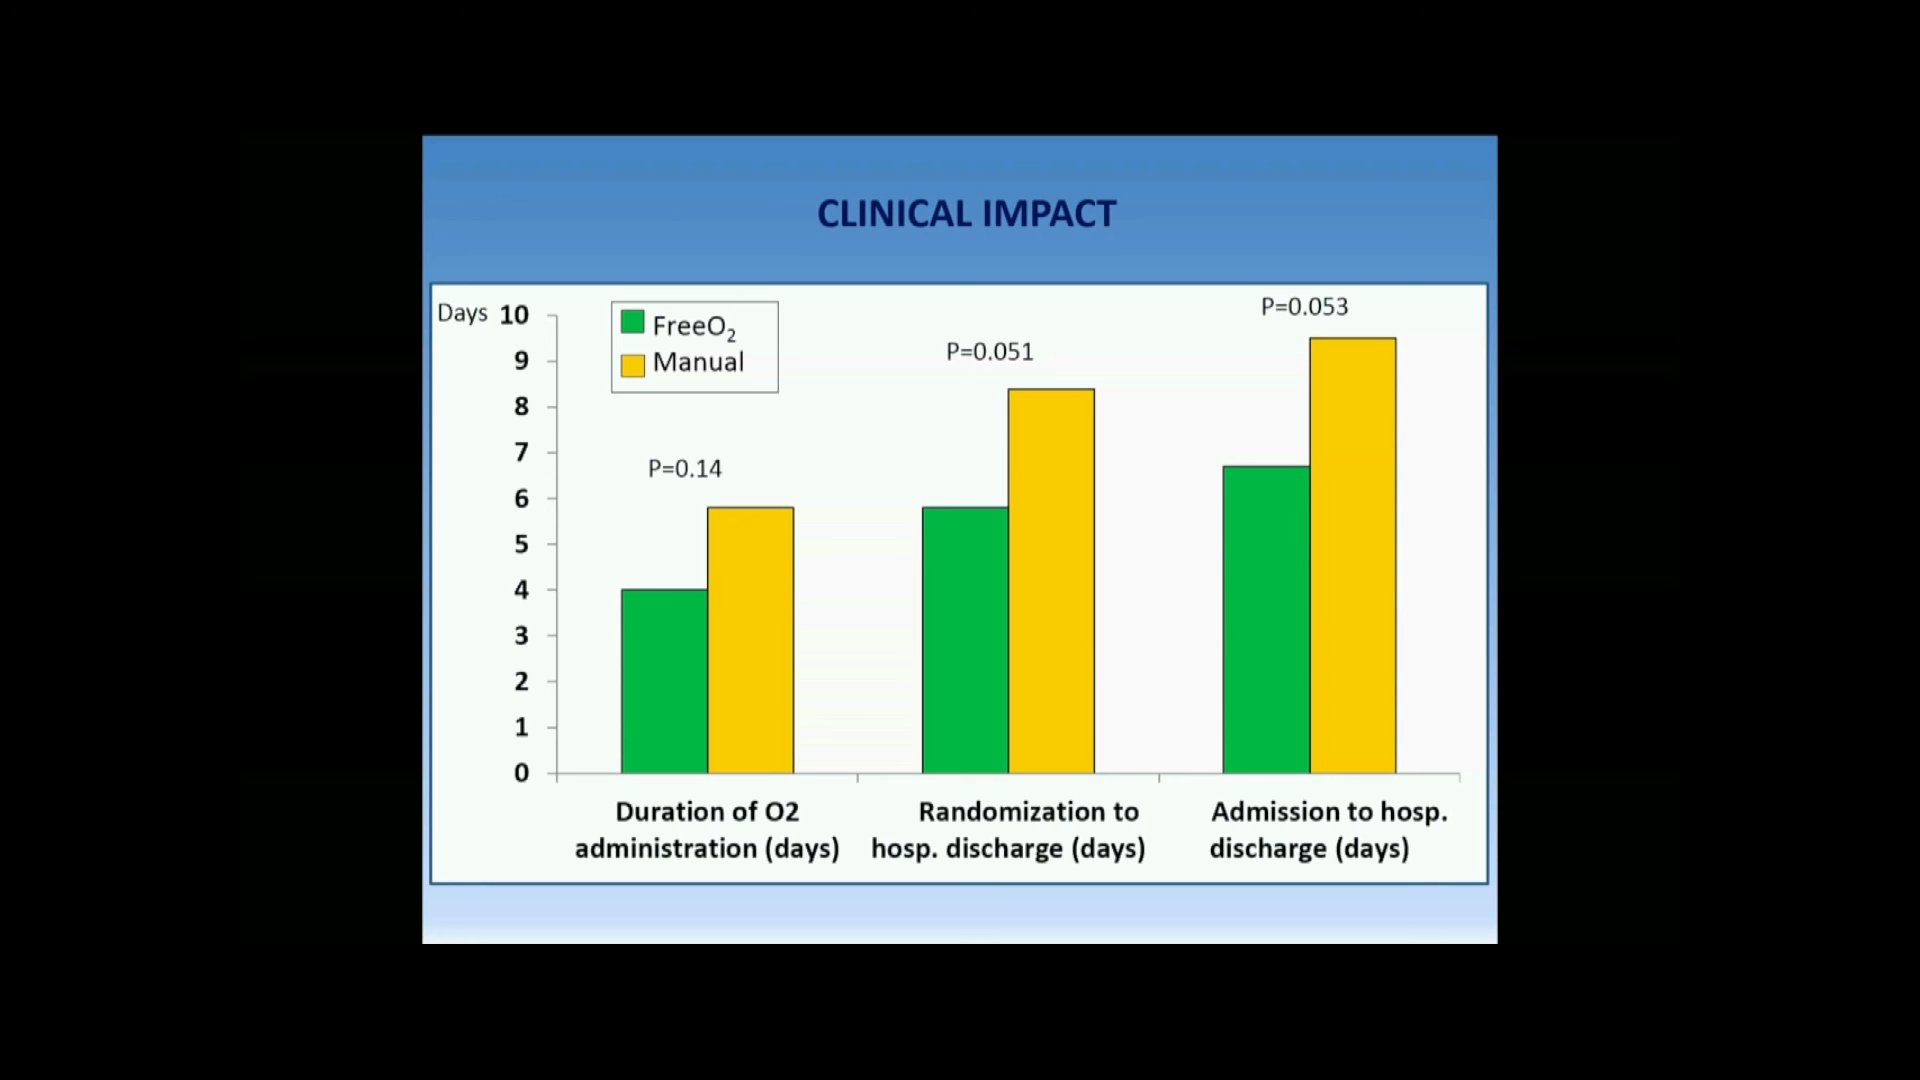 CLINICAL IMPACT
Days
10
9
8
7
6
5
4
3
2
1
0
FreeO2
Manual
P=0.14
P=0.051
P=0.053
Duration of O2
administration (days)
Randomization to
hosp. discharge (days)
Admission to hosp.
discharge (days)